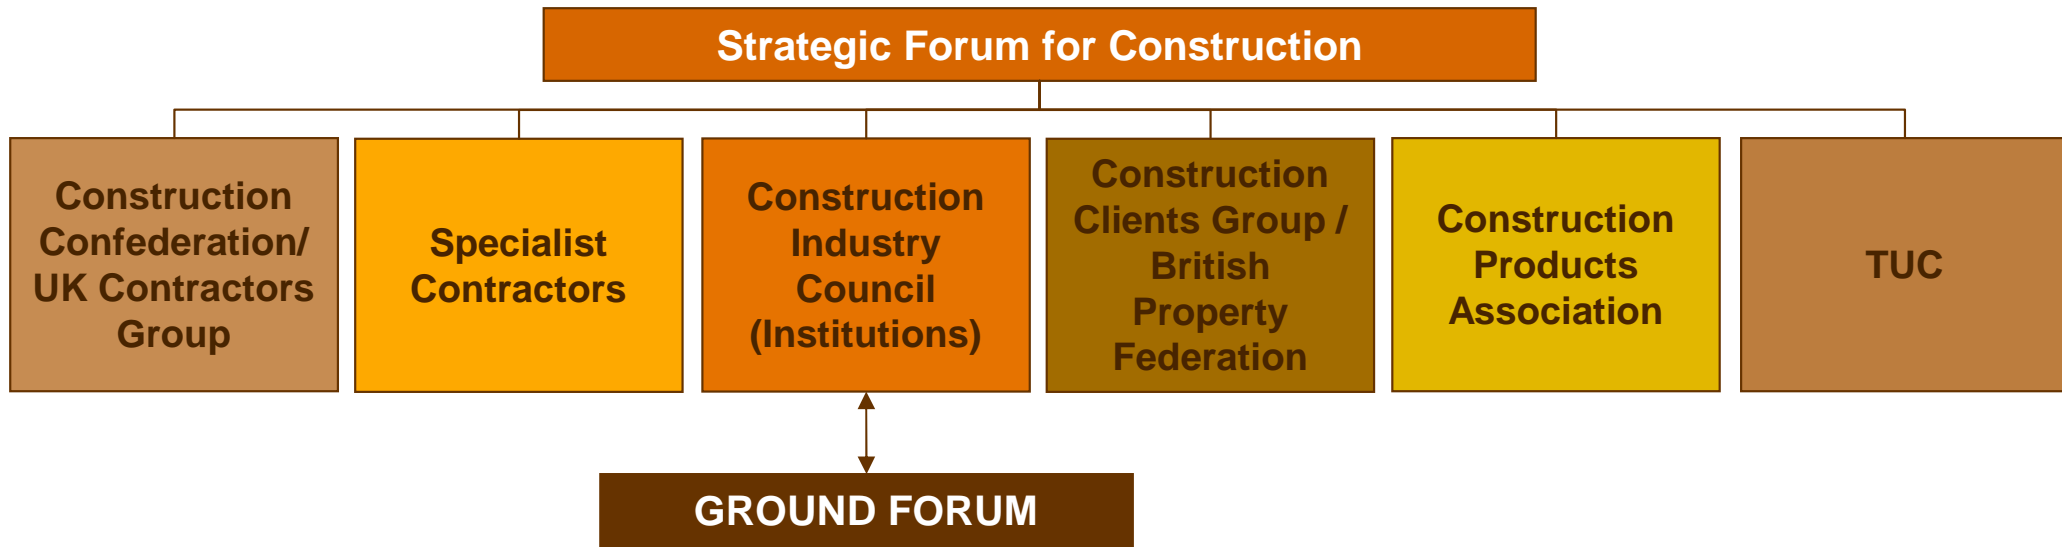 Strategic Forum for Construction
Construction
Confederation/
UK Contractors
Group
Specialist
Contractors
Construction
Industry
Council
(Institutions)
Construction
Clients Group /
British
Property
Federation
Construction
Products
Association
TUC
GROUND FORUM